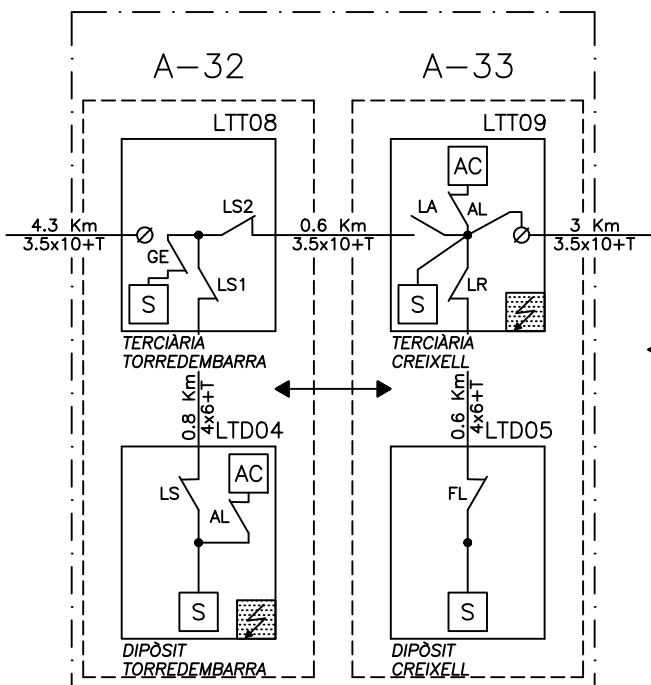 A-32
A-33
LTT08
LTT09
AC
LS2
LA
AL
4.3 Km
3.5x10+T
0.6 Km
3.5x10+T
3 Km
3.5x10+T
GE
S
LS1
S
LR
TERCIÀRIA
TORREDEMBARRA
TERCIÀRIA
CREIXELL
0.8 Km
4x6+T
0.6 Km
4x6+T
LTD04
LTD05
LS
AC
AL
FL
S
S
DIPÒSIT
TORREDEMBARRA
DIPÒSIT
CREIXELL